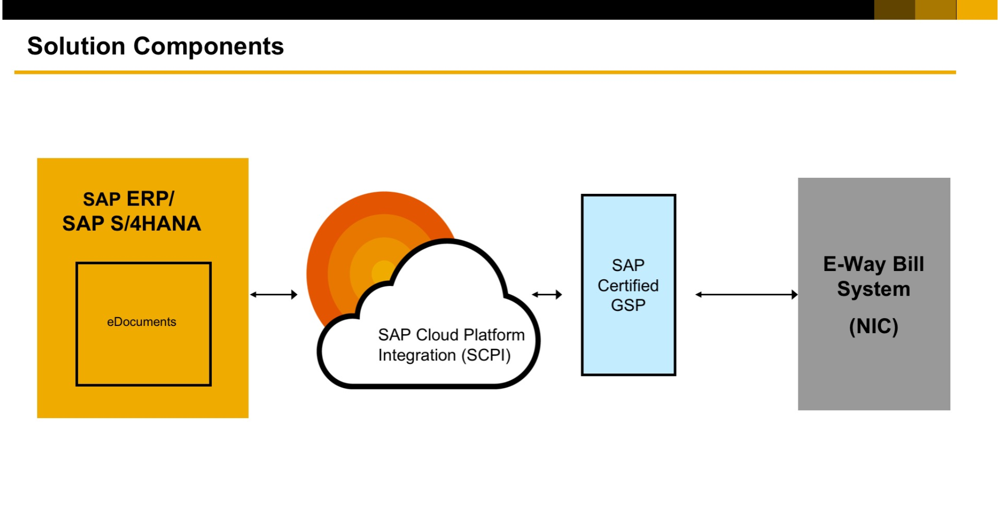 Solution Components
SAP ERP/
SAP S/4HANA
eDocuments
SAP Cloud Platform
Integration (SCPI)
SAP
Certified
GSP
E-Way Bill
System
(NIC)